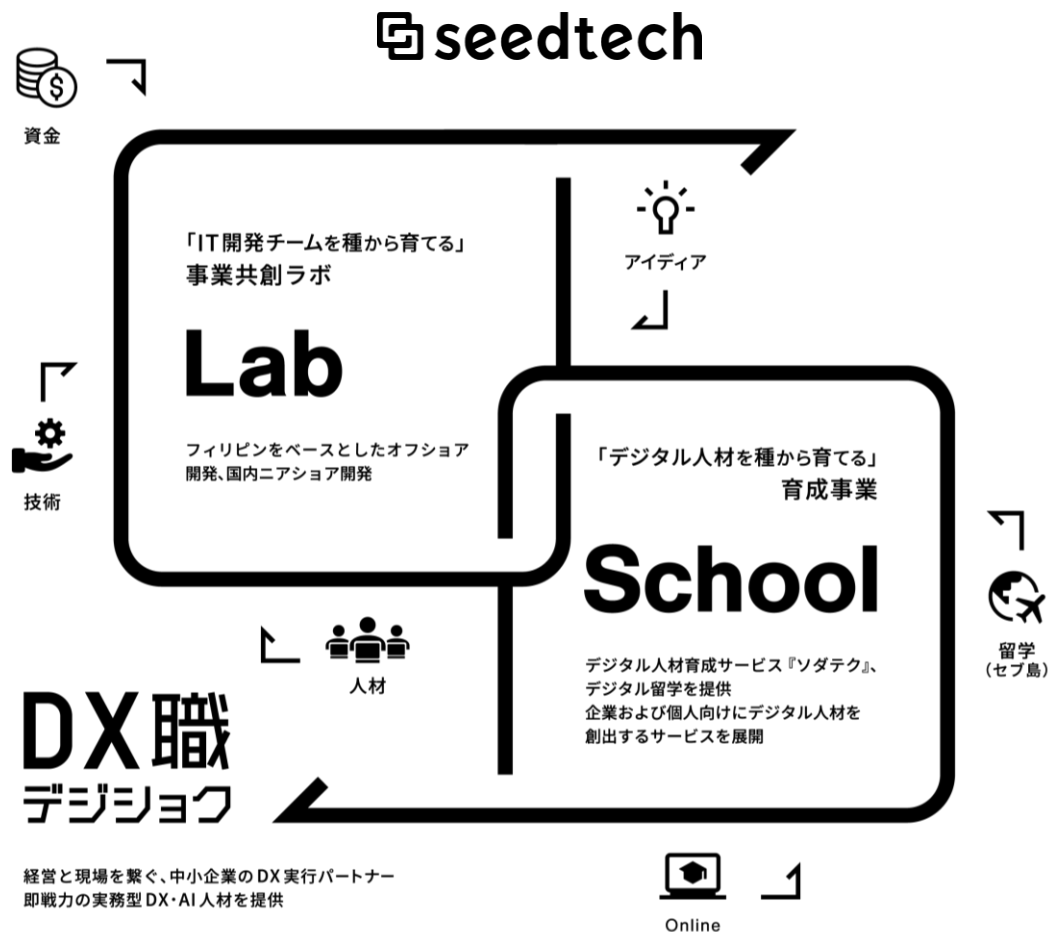 seedtech
資金
「IT開発チームを種から育てる」
事業共創ラボ
Lab
フィリピンをベースとしたオフショア
開発、国内ニアショア開発
アイディア
技術
「デジタル人材を種から育てる」
育成事業
School
デジタル人材育成サービス『ソダテク』、
デジタル留学を提供
企業および個人向けにデジタル人材を
創出するサービスを展開
留学
（セブ島）
人材
DX職
デジショク
経営と現場を繋ぐ、中小企業のDX実行パートナー
即戦力の実務型DX・AI人材を提供
Online